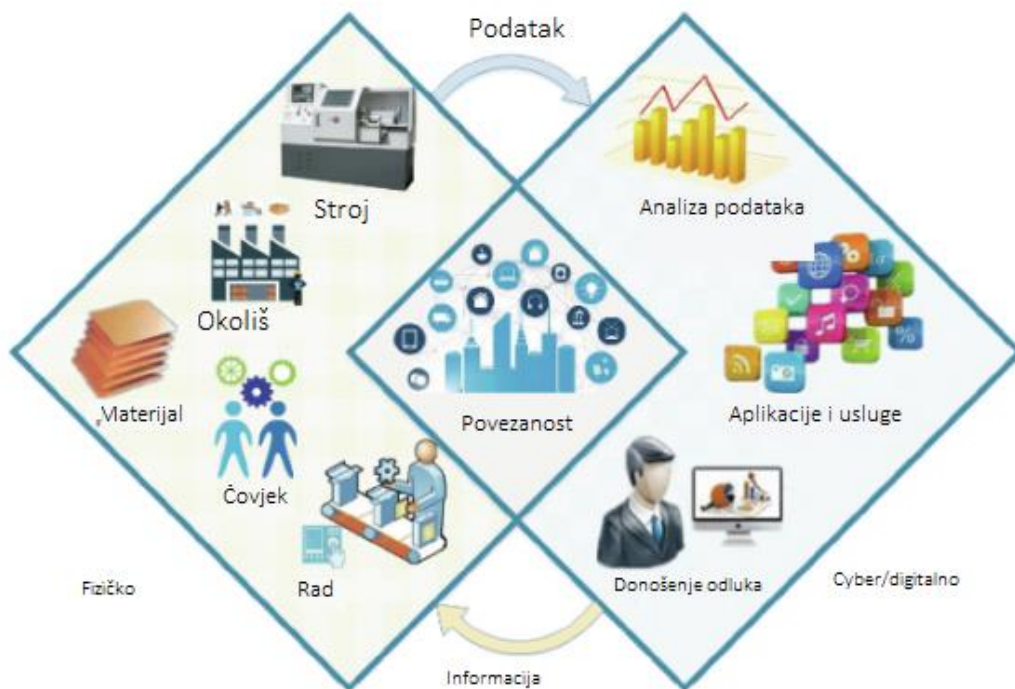 Podatak
Stroj
Analiza podataka
Okoliš
Materijal
Povezanost
Aplikacije i usluge
Čovjek
Fizičko
Rad
Donošenje odluka
Cyber/digitalno
Informacija